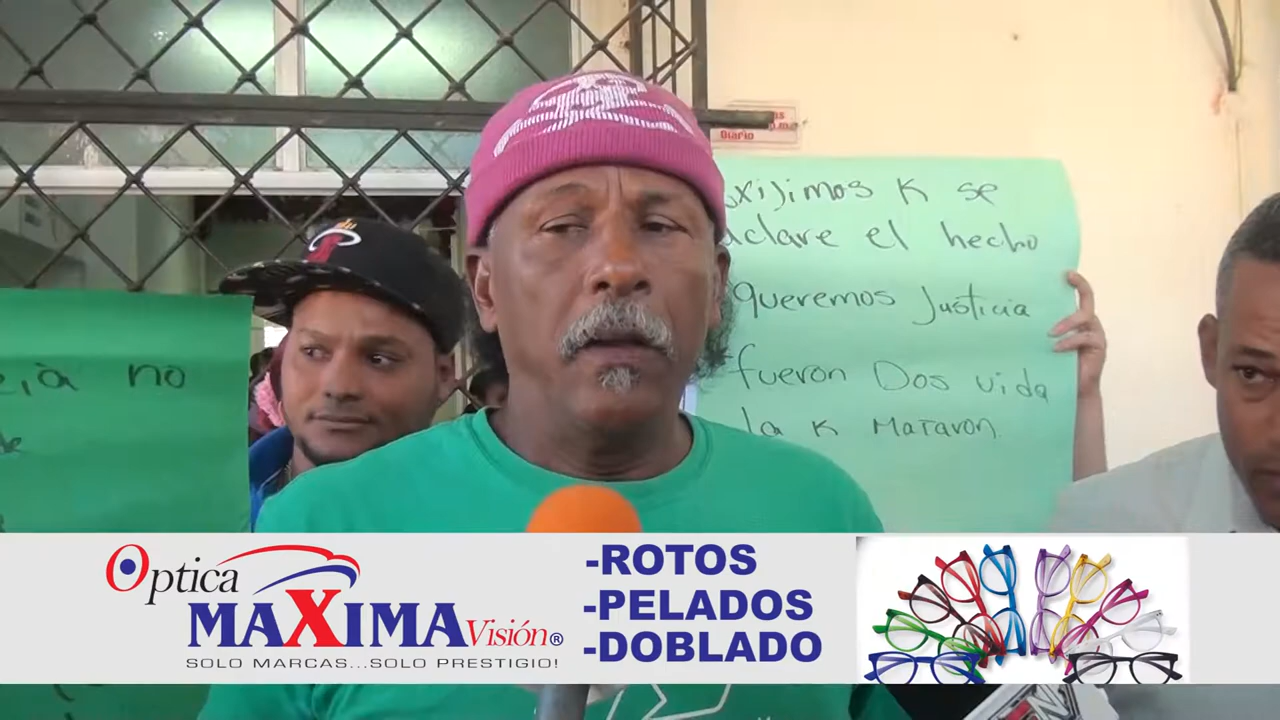 Diario
Exijimos K se
aclare el hecho
queremos Justicia
fueron Dos vida
la K Mataron.
no
Optica
MAXIMA Visión®
SOLO MARCAS...SOLO PRESTIGIO!
-ROTOS
-PELADOS
-DOBLADO